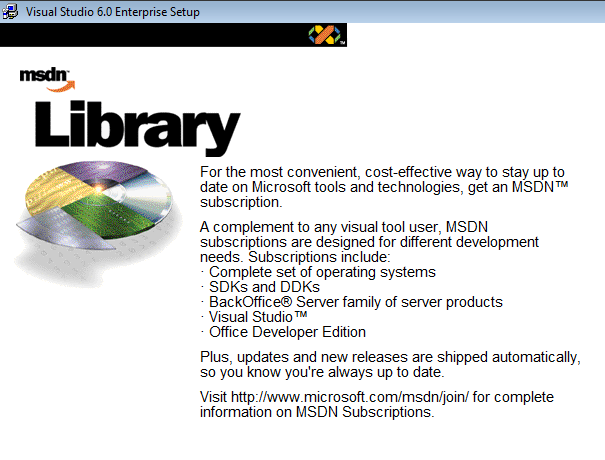 Visual Studio 6.0 Enterprise Setup
TM
msdn™
Library
For the most convenient, cost-effective way to stay up to
date on Microsoft tools and technologies, get an MSDN™
subscription.
A complement to any visual tool user, MSDN
subscriptions are designed for different development
needs. Subscriptions include:
· Complete set of operating systems
· SDKs and DDKs
· BackOffice® Server family of server products
· Visual Studio™
· Office Developer Edition
Plus, updates and new releases are shipped automatically,
so you know you're always up to date.
Visit http://www.microsoft.com/msdn/join/ for complete
information on MSDN Subscriptions.